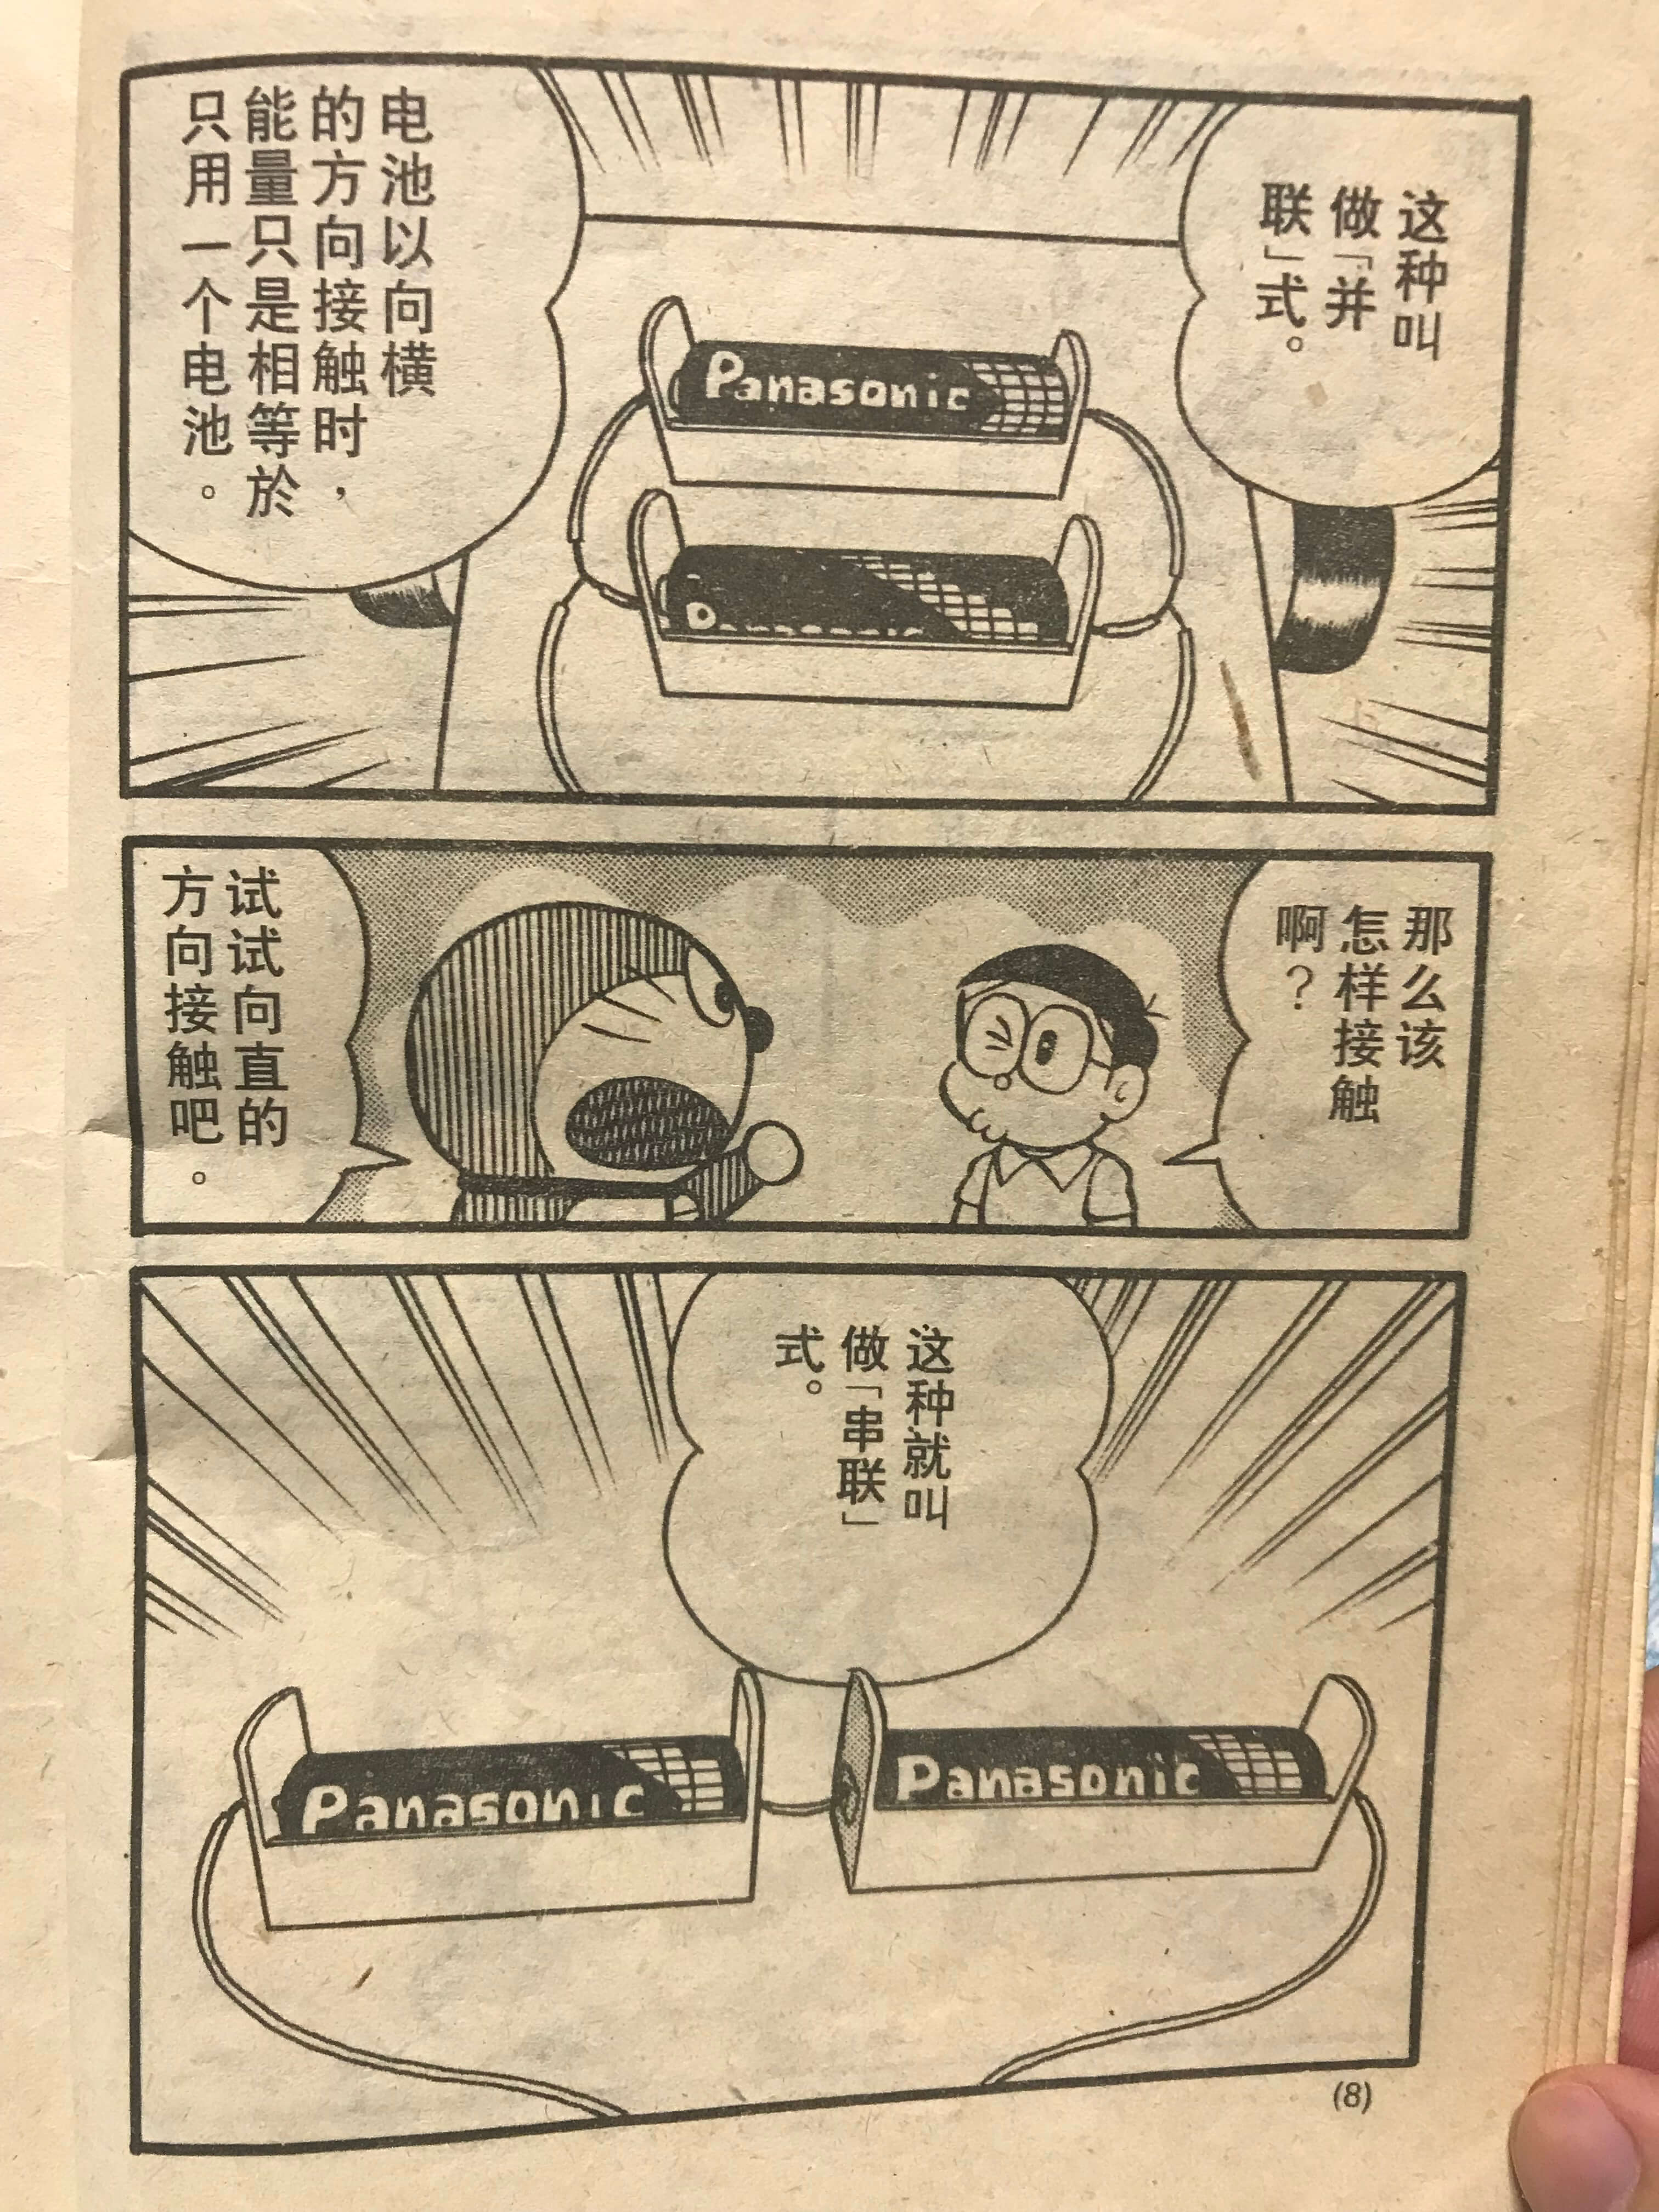 这种叫
做「并
联」式。
电池以向横
的方向接触时，
能量只是相等於
只用一个电池。
Panasonic
Panasonic
那么该
怎样接触
啊？
试试向直的
方向接触吧。
这种就叫
做「串联」
式。
Panasonic
Panasonic
(8)